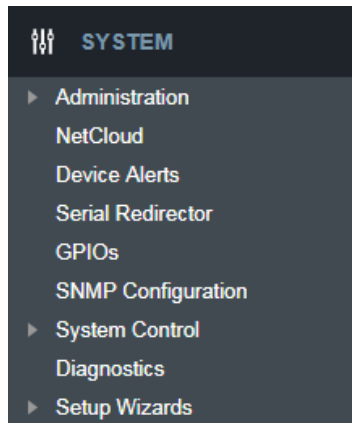 SYSTEM
Administration
NetCloud
Device Alerts
Serial Redirector
GPIOs
SNMP Configuration
System Control
Diagnostics
Setup Wizards